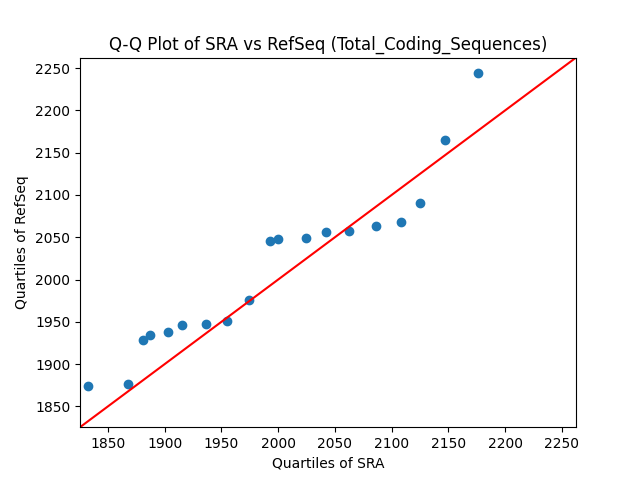 Q-Q Plot of SRA vs RefSeq (Total_Coding_Sequences)
2250
2200
2150
2100
2050
2000
1950
1900
1850
Quartiles of RefSeq
1850 1900 1950 2000 2050 2100 2150 2200 2250
Quartiles of SRA